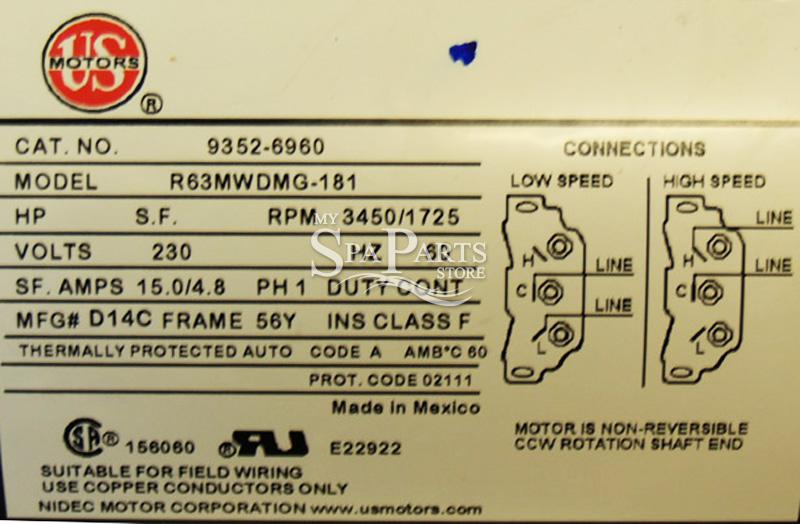 US
MOTORS
®
CAT. NO. 9352-6960
MODEL R63MWDMG-181
HP S.F. RPM 3450/1725
VOLTS 230 HZ
SF. AMPS 15.0/4.8 PH 1 DUTY CONT
MFG# D14C FRAME 56Y INS CLASS F
THERMALLY PROTECTED AUTO CODE A AMB°C 60
PROT. CODE 02111
Made in Mexico
MY
SPA PARTS
STORE
CONNECTIONS
LOW SPEED HIGH SPEED
LINE
H H
LINE LINE
C C
LINE
L L
MOTOR IS NON-REVERSIBLE
CCW ROTATION SHAFT END
SA ® 156060 RU E22922
SUITABLE FOR FIELD WIRING
USE COPPER CONDUCTORS ONLY
NIDEC MOTOR CORPORATION www.usmotors.com